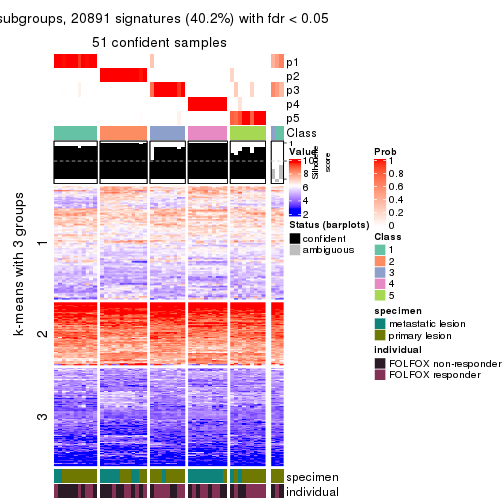 subgroups, 20891 signatures (40.2%) with fdr < 0.05
51 confident samples
p1
p2
p3
p4
p5
Class
1
Silhouette
score
k-means with 3 groups
1
2
3
specimen
individual
Value
10
8
6
4
2
Status (barplots)
confident
ambiguous
Prob
1
0.8
0.6
0.4
0.2
0
Class
1
2
3
4
5
specimen
metastatic lesion
primary lesion
individual
FOLFOX non-responder
FOLFOX responder